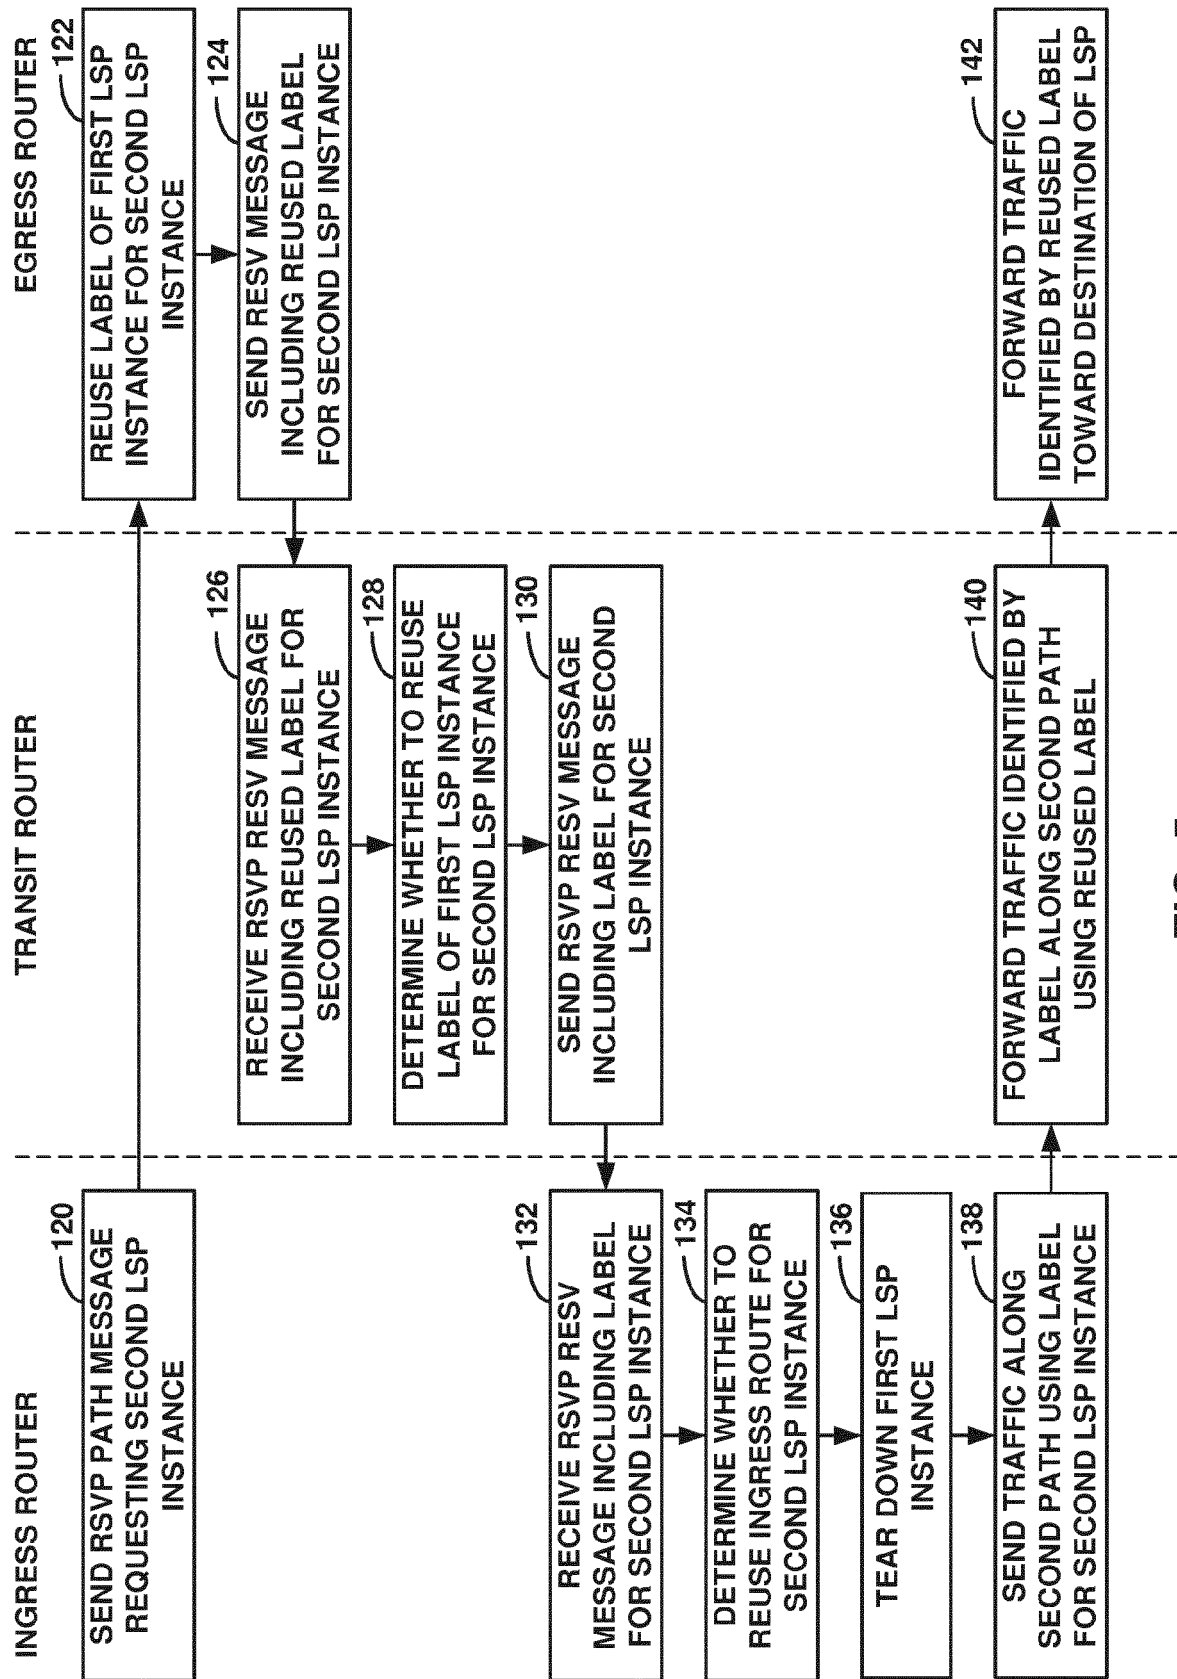 INGRESS ROUTER
TRANSIT ROUTER
EGRESS ROUTER
120
SEND RSVP PATH MESSAGE
REQUESTING SECOND LSP
INSTANCE
122
REUSE LABEL OF FIRST LSP
INSTANCE FOR SECOND LSP
INSTANCE
124
SEND RESV MESSAGE
INCLUDING REUSED LABEL
FOR SECOND LSP INSTANCE
126
RECEIVE RSVP RESV MESSAGE
INCLUDING REUSED LABEL FOR
SECOND LSP INSTANCE
128
DETERMINE WHETHER TO REUSE
LABEL OF FIRST LSP INSTANCE
FOR SECOND LSP INSTANCE
130
SEND RSVP RESV MESSAGE
INCLUDING LABEL FOR SECOND
LSP INSTANCE
132
RECEIVE RSVP RESV
MESSAGE INCLUDING LABEL
FOR SECOND LSP INSTANCE
134
DETERMINE WHETHER TO
REUSE INGRESS ROUTE FOR
SECOND LSP INSTANCE
136
TEAR DOWN FIRST LSP
INSTANCE
138
SEND TRAFFIC ALONG
SECOND PATH USING LABEL
FOR SECOND LSP INSTANCE
140
FORWARD TRAFFIC IDENTIFIED BY
LABEL ALONG SECOND PATH
USING REUSED LABEL
142
FORWARD TRAFFIC
IDENTIFIED BY REUSED LABEL
TOWARD DESTINATION OF LSP